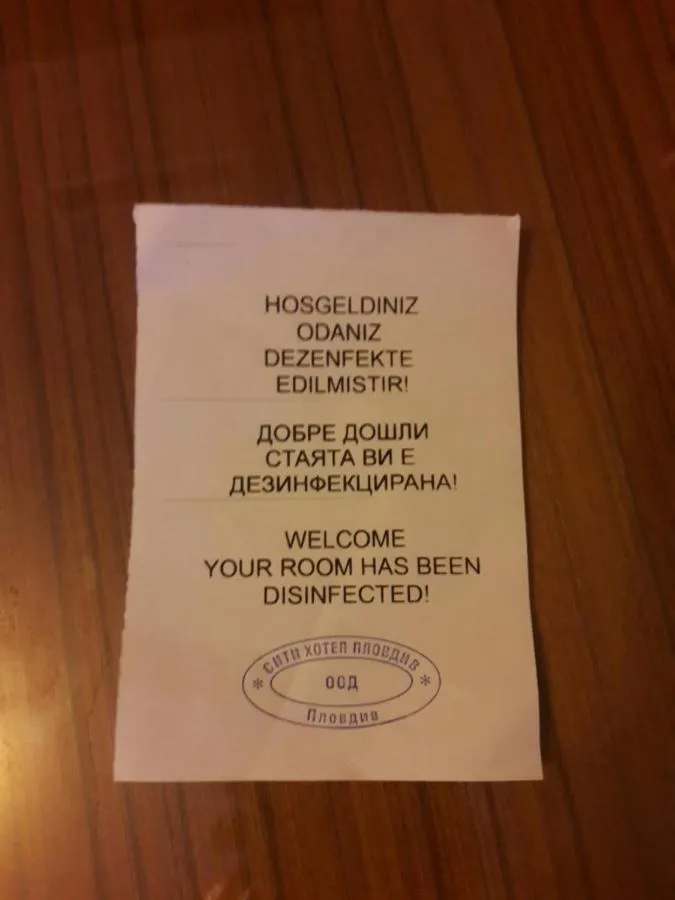 HOSGELDINIZ
ODANIZ
DEZENFEKTE
EDILMISTIR!
ДОБРЕ ДОШЛИ
СТАЯТА ВИ Е
ДЕЗИНФЕКЦИРАНА!
WELCOME
YOUR ROOM HAS BEEN
DISINFECTED!
* СИТИ ХОТЕЛ ПЛОВДИВ *
ООД
Пловдив